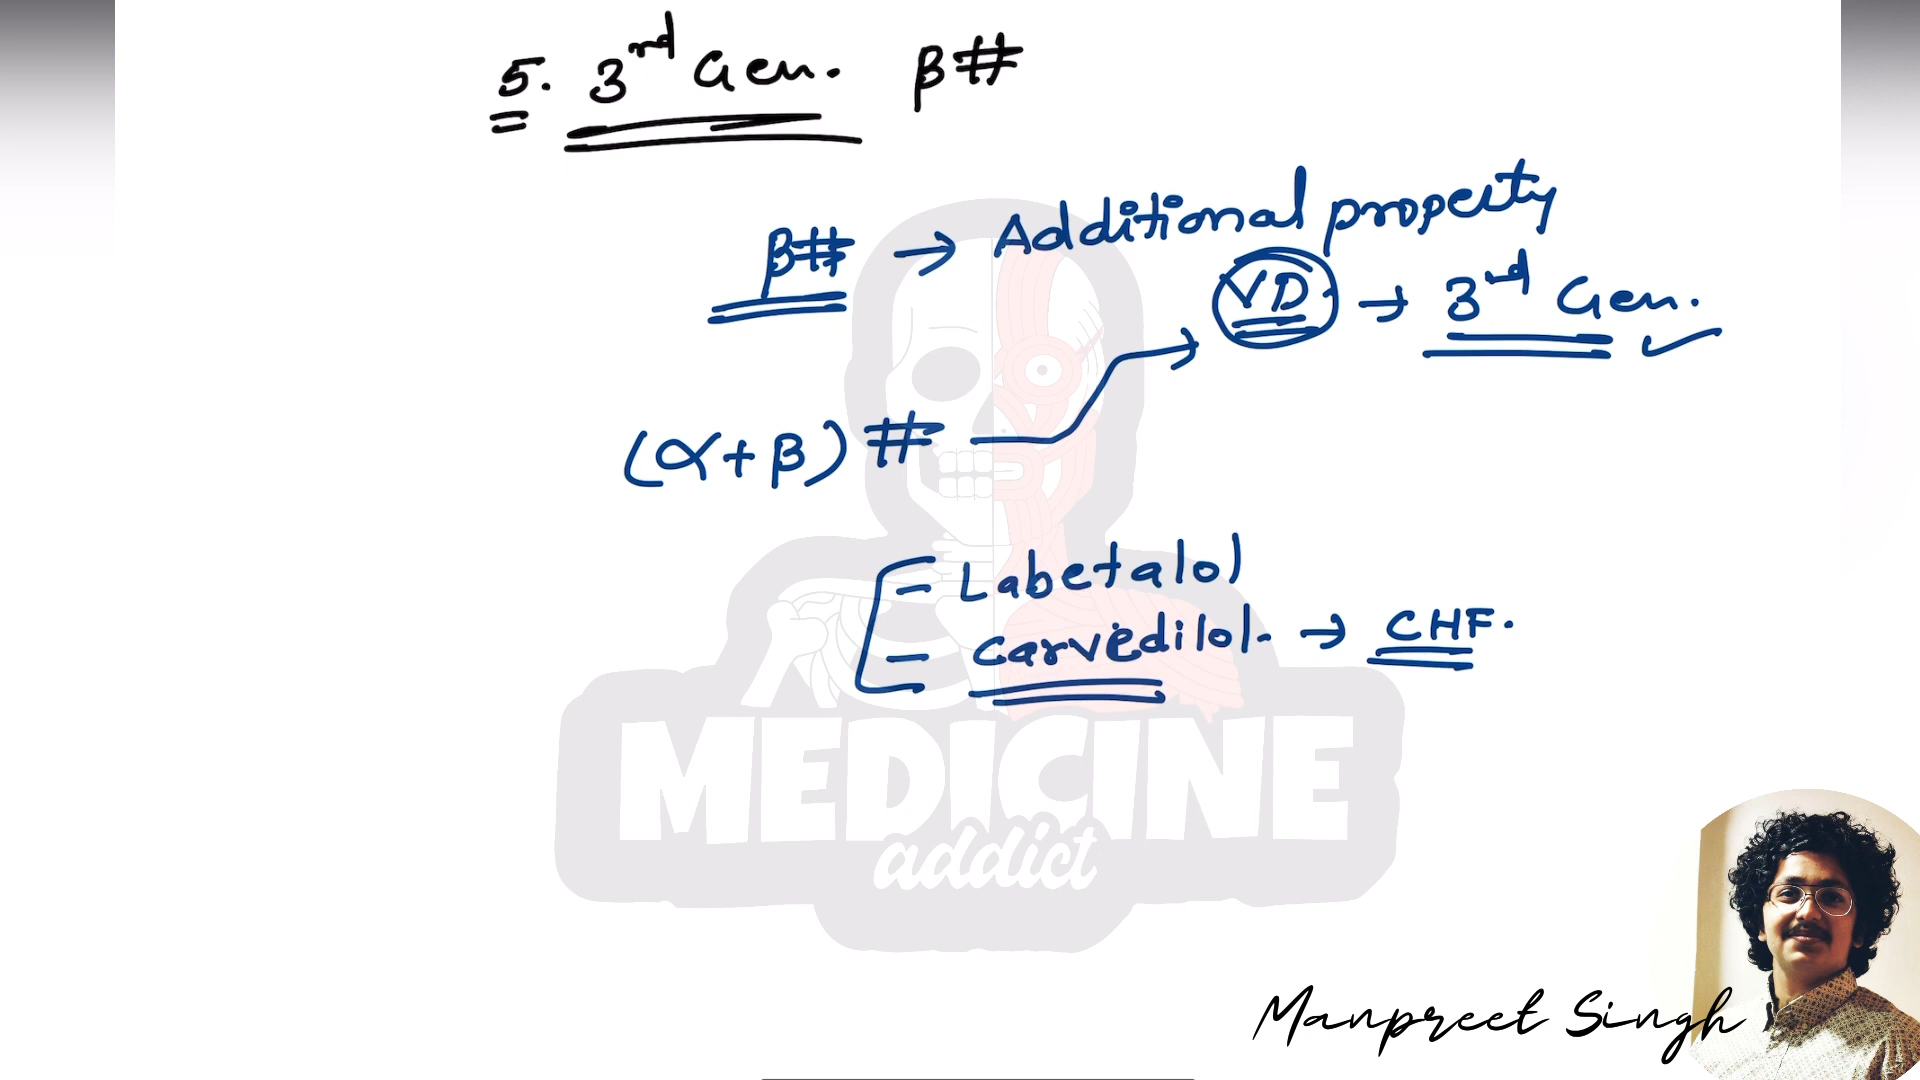 5. 3rd Gen. β#
β# → Additional property
VD → 3rd Gen. ✓
(α+β) # →
- Labetalol
- Carvedilol. → CHF.
MEDICINE
addict
Manpreet Singh